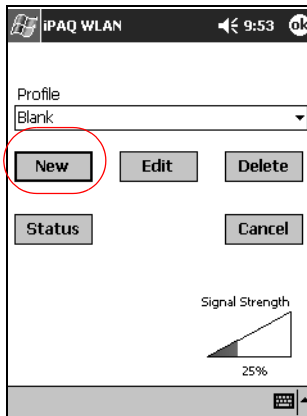 iPAQ WLAN 9:53 ok
Profile
Blank
New Edit Delete
Status Cancel
Signal Strength
25%